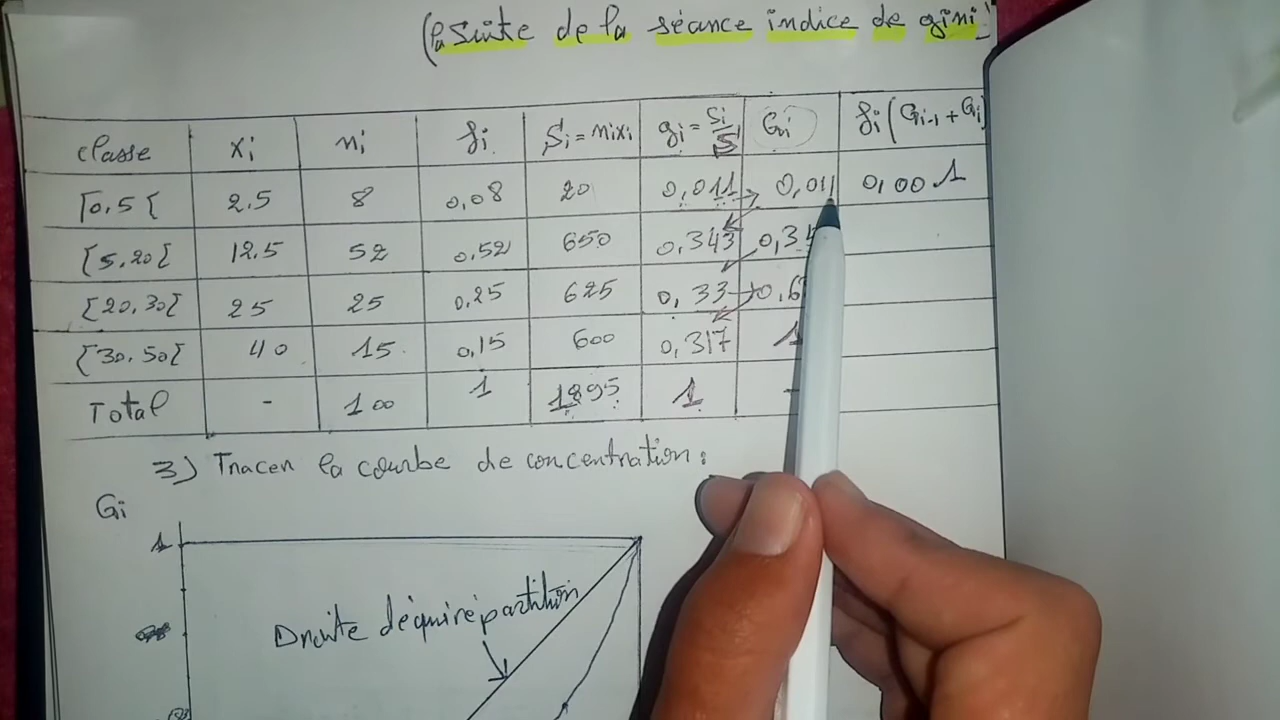 (la suite de la séance indice de gini)
classe xi ni fi Si = nixi gi = Si/S Gi fi(Gi-1 + Gi)
[0,5[ 2.5 8 0,08 20 0,011 0,011 0,001
[5,20[ 12.5 52 0,52 650 0,343
[20,30[ 25 25 0,25 625 0,33
[30,50[ 40 15 0,15 600 0,317 1
Total - 100 1 1895 1 -
3) Tracer la courbe de concentration:
Gi
1
Droite déquirépartition